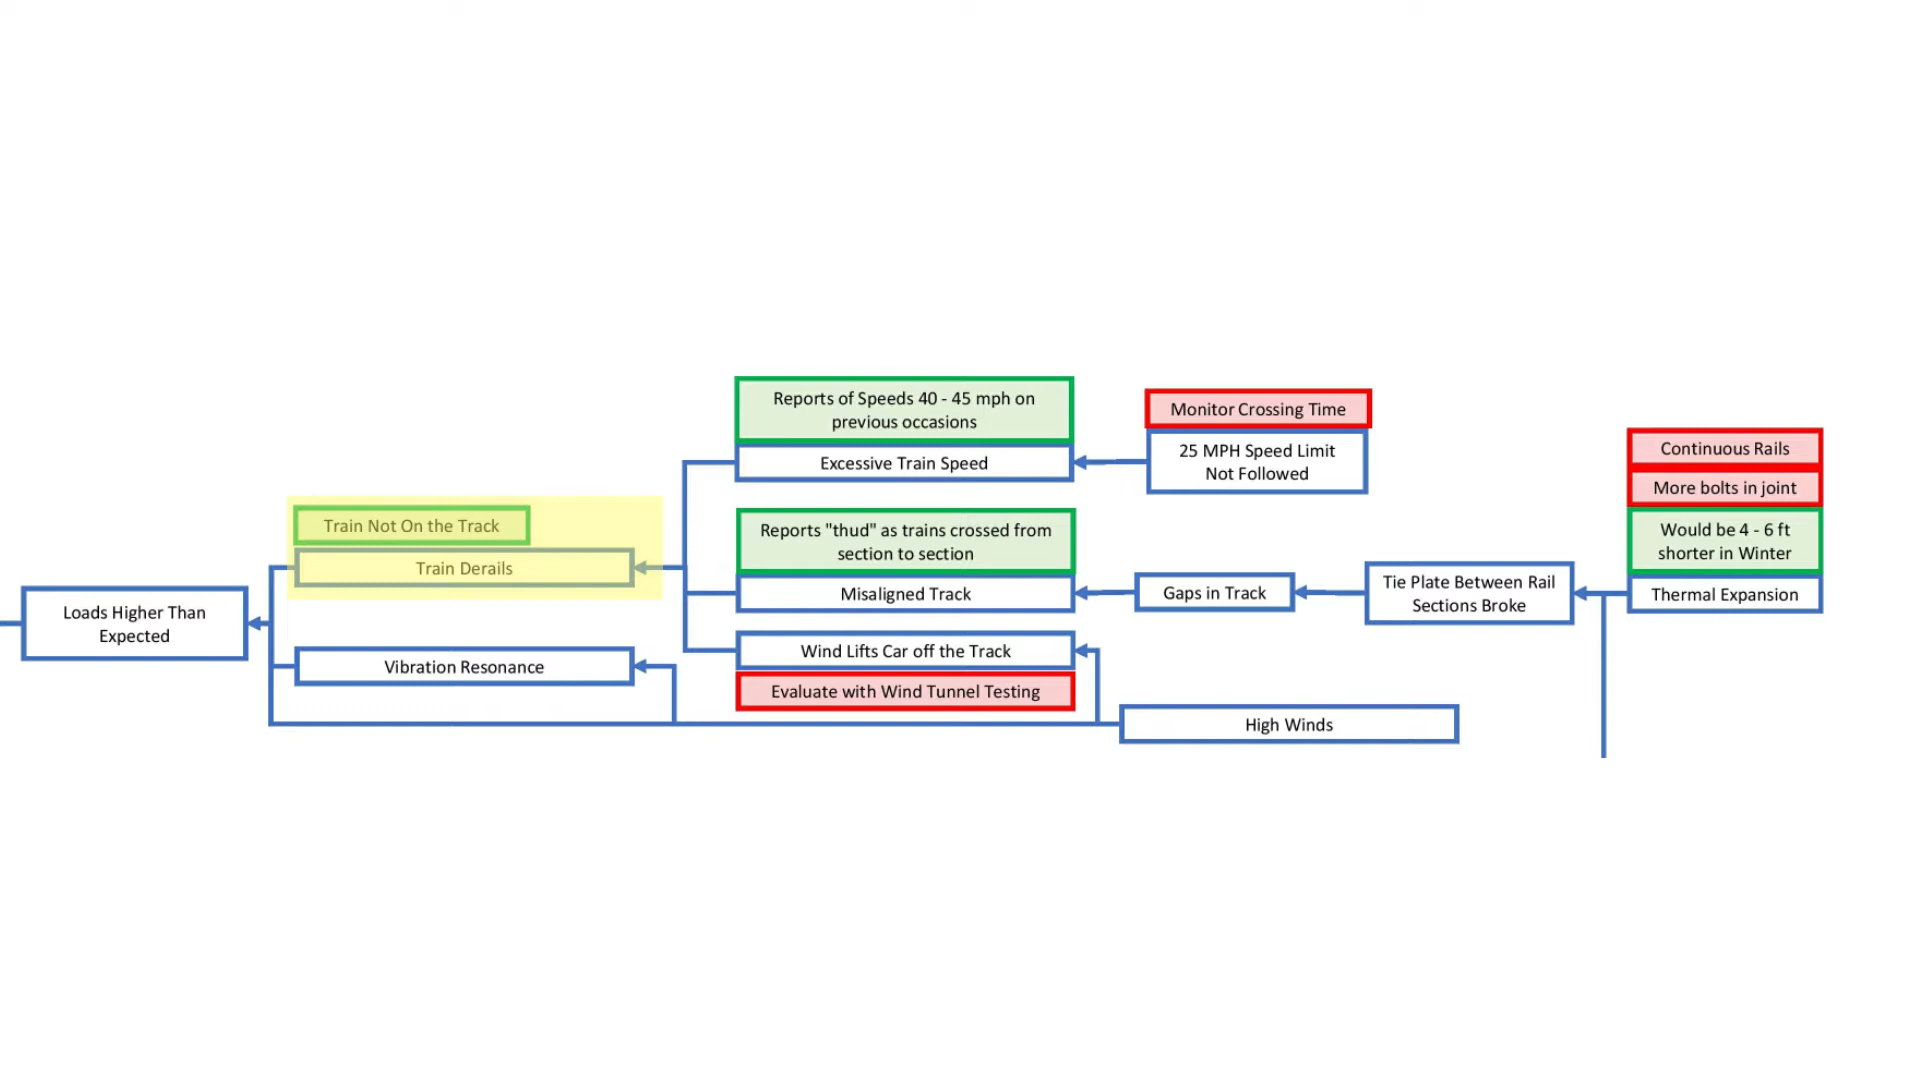 Reports of Speeds 40 - 45 mph on
previous occasions
Excessive Train Speed
Monitor Crossing Time
25 MPH Speed Limit
Not Followed
Continuous Rails
More bolts in joint
Would be 4 - 6 ft
shorter in Winter
Thermal Expansion
Train Not On the Track
Train Derails
Reports "thud" as trains crossed from
section to section
Misaligned Track
Gaps in Track
Tie Plate Between Rail
Sections Broke
Loads Higher Than
Expected
Vibration Resonance
Wind Lifts Car off the Track
Evaluate with Wind Tunnel Testing
High Winds